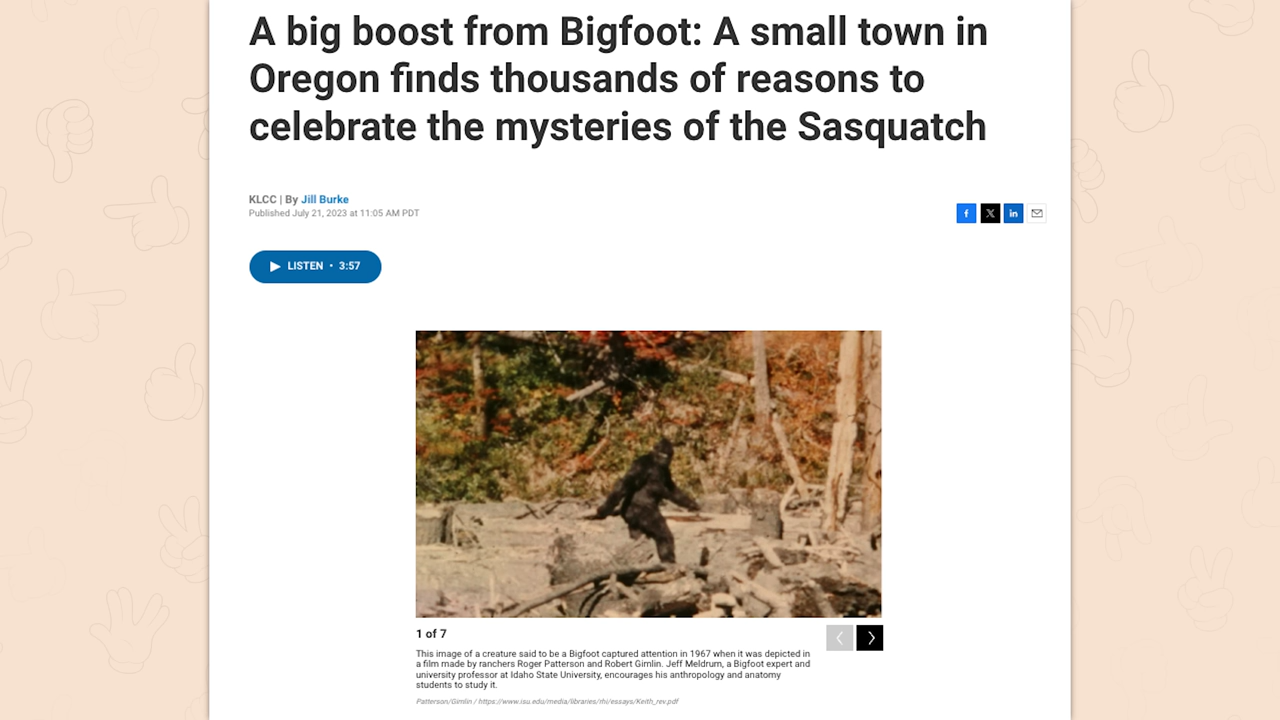 A big boost from Bigfoot: A small town in
Oregon finds thousands of reasons to
celebrate the mysteries of the Sasquatch
KLCC | By Jill Burke
Published July 21, 2023 at 11:05 AM PDT
LISTEN • 3:57
1 of 7
This image of a creature said to be a Bigfoot captured attention in 1967 when it was depicted in
a film made by ranchers Roger Patterson and Robert Gimlin. Jeff Meldrum, a Bigfoot expert and
university professor at Idaho State University, encourages his anthropology and anatomy
students to study it.
Patterson/Gimlin / https://www.isu.edu/media/libraries/rhi/essays/Keith_rev.pdf